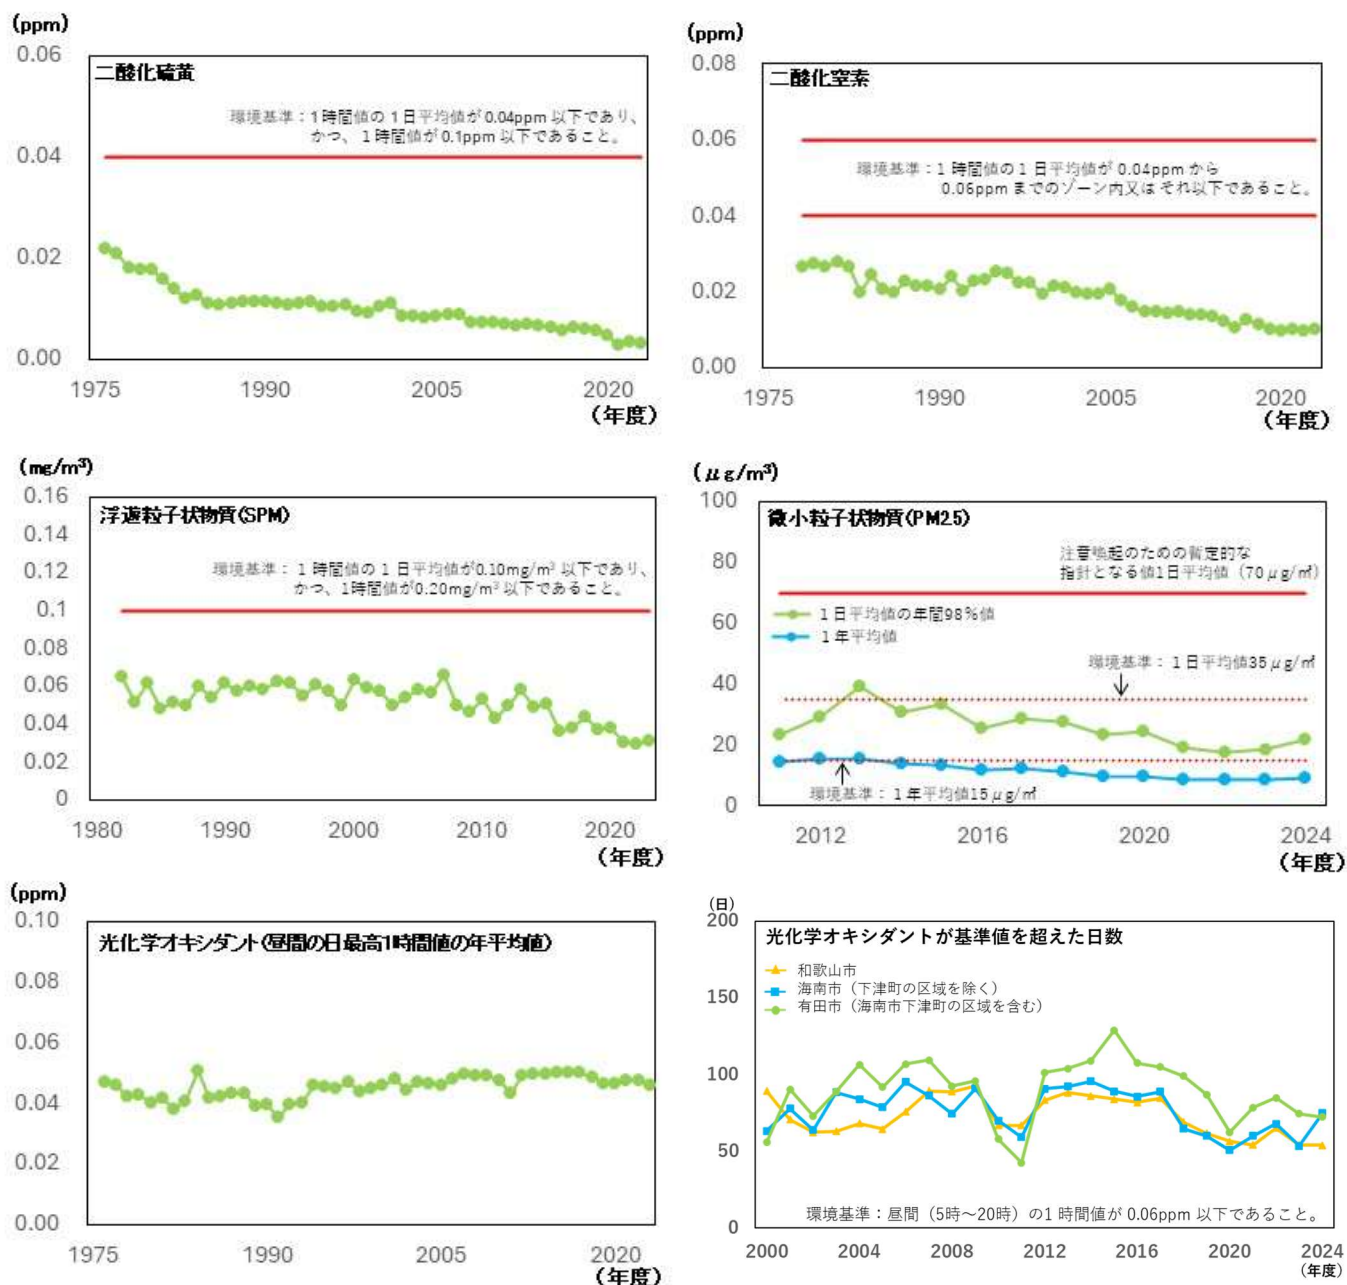 (ppm)
0.06
0.04
0.02
0.00
二酸化硫黄
環境基準：1時間値の1日平均値が0.04ppm以下であり、
かつ、1時間値が0.1ppm以下であること。
1975
1990
2005
2020
(年度)
(ppm)
0.08
0.06
0.04
0.02
0.00
二酸化窒素
環境基準：1時間値の1日平均値が0.04ppmから
0.06ppmまでのゾーン内又はそれ以下であること。
1975
1990
2005
2020
(年度)
(mg/m³)
0.16
0.14
0.12
0.1
0.08
0.06
0.04
0.02
0
浮遊粒子状物質(SPM)
環境基準：1時間値の1日平均値が0.10mg/m³以下であり、
かつ、1時間値が0.20mg/m³以下であること。
1980
1990
2000
2010
2020
(年度)
(μg/m³)
100
80
60
40
20
0
微小粒子状物質(PM2.5)
注意喚起のための暫定的な
指針となる値1日平均値（70μg/㎥）
1日平均値の年間98%値
1年平均値
環境基準：1日平均値35μg/㎥
環境基準：1年平均値15μg/㎥
2012
2016
2020
2024
(年度)
(ppm)
0.10
0.08
0.06
0.04
0.02
0.00
光化学オキシダント(昼間の日最高1時間値の年平均値)
1975
1990
2005
2020
(年度)
(日)
200
150
100
50
0
光化学オキシダントが基準値を超えた日数
和歌山市
海南市（下津町の区域を除く）
有田市（海南市下津町の区域を含む）
環境基準：昼間（5時～20時）の1時間値が0.06ppm以下であること。
2000
2004
2008
2012
2016
2020
2024
(年度)